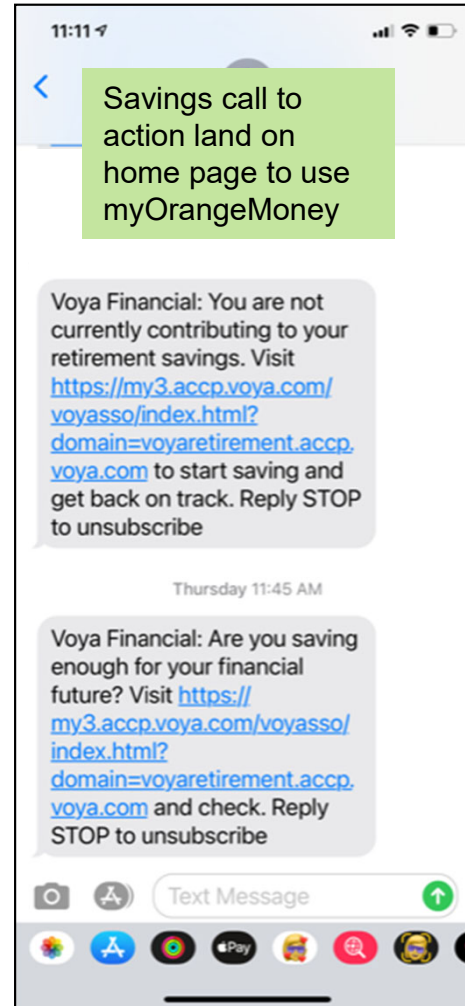 11:11
Savings call to
action land on
home page to use
myOrangeMoney
Voya Financial: You are not
currently contributing to your
retirement savings. Visit
https://my3.accp.voya.com/
voyasso/index.html?
domain=voyaretirement.accp.
voya.com to start saving and
get back on track. Reply STOP
to unsubscribe
Thursday 11:45 AM
Voya Financial: Are you saving
enough for your financial
future? Visit https://
my3.accp.voya.com/voyasso/
index.html?
domain=voyaretirement.accp.
voya.com and check. Reply
STOP to unsubscribe
Text Message
Pay